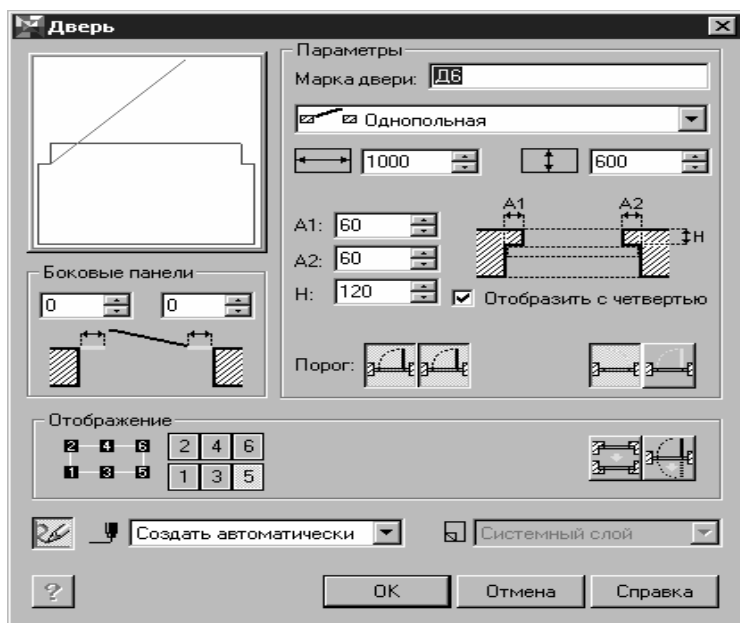 Дверь
Параметры
Марка двери: Д6
Однопольная
1000 600
A1: 60
A2: 60
H: 120
A1 A2
H
Отобразить с четвертью
Боковые панели
0 0
Порог:
Отображение
2 4 6 2 4 6
1 3 5 1 3 5
Создать автоматически Системный слой
? OK Отмена Справка